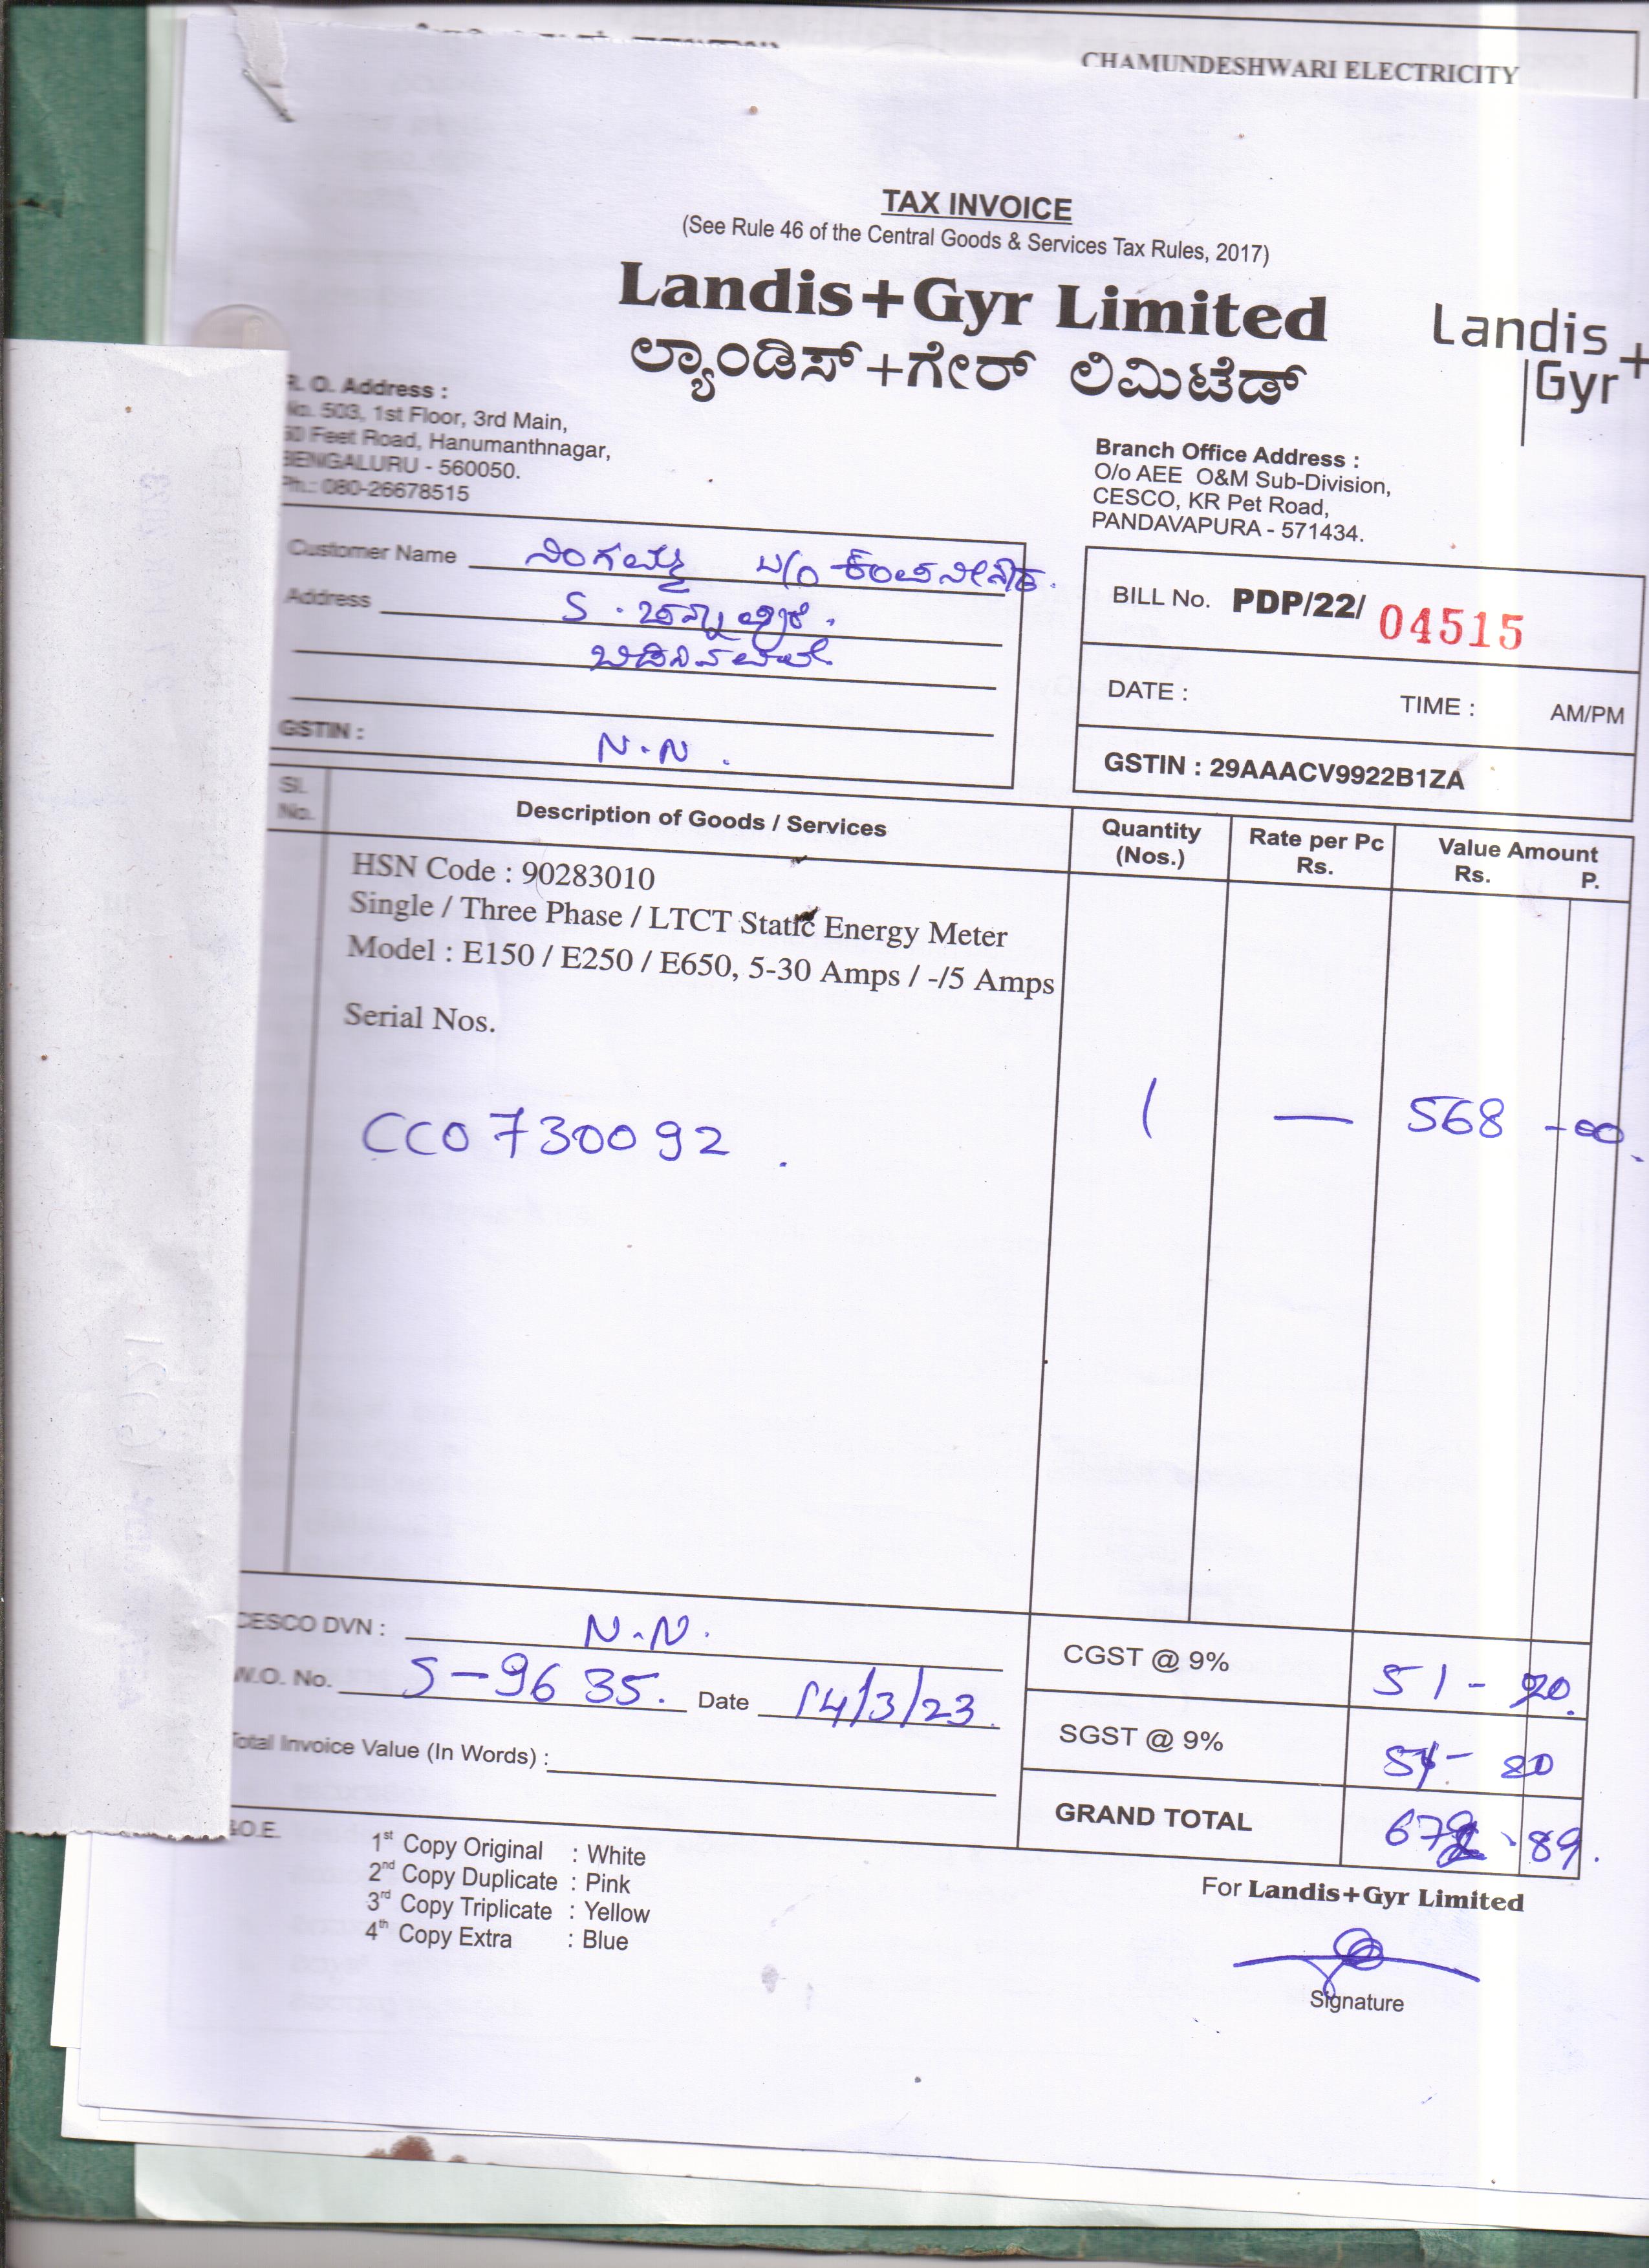 CHAMUNDESHWARI ELECTRICITY
TAX INVOICE
(See Rule 46 of the Central Goods & Services Tax Rules, 2017)
Landis+Gyr Limited
ಲ್ಯಾಂಡಿಸ್+ಗೇರ್ ಲಿಮಿಟೆಡ್
Landis
Gyr+
R. O. Address :
No. 503, 1st Floor, 3rd Main,
50 Feet Road, Hanumanthnagar,
BENGALURU - 560050.
Ph.: 080-26678515
Branch Office Address :
O/o AEE O&M Sub-Division,
CESCO, KR Pet Road,
PANDAVAPURA - 571434.
Customer Name ನಿಂಗಮ್ಮ
Address S.
GSTIN : N.N.
BILL No. PDP/22/ 04515
DATE : TIME : AM/PM
GSTIN : 29AAACV9922B1ZA
Sl. No. Description of Goods / Services Quantity (Nos.) Rate per Pc Rs. Value Amount Rs. P.
HSN Code : 90283010
Single / Three Phase / LTCT Static Energy Meter
Model : E150 / E250 / E650, 5-30 Amps / -/5 Amps
Serial Nos.
CC0730092. 1 — 568 -00.
CESCO DVN : N.N.
W.O. No. S-9635. Date 14/3/23.
Total Invoice Value (In Words) :
CGST @ 9% 51-
SGST @ 9%
GRAND TOTAL 89.
&O.E.
1st Copy Original : White
2nd Copy Duplicate : Pink
3rd Copy Triplicate : Yellow
4th Copy Extra : Blue
For Landis+Gyr Limited
Signature